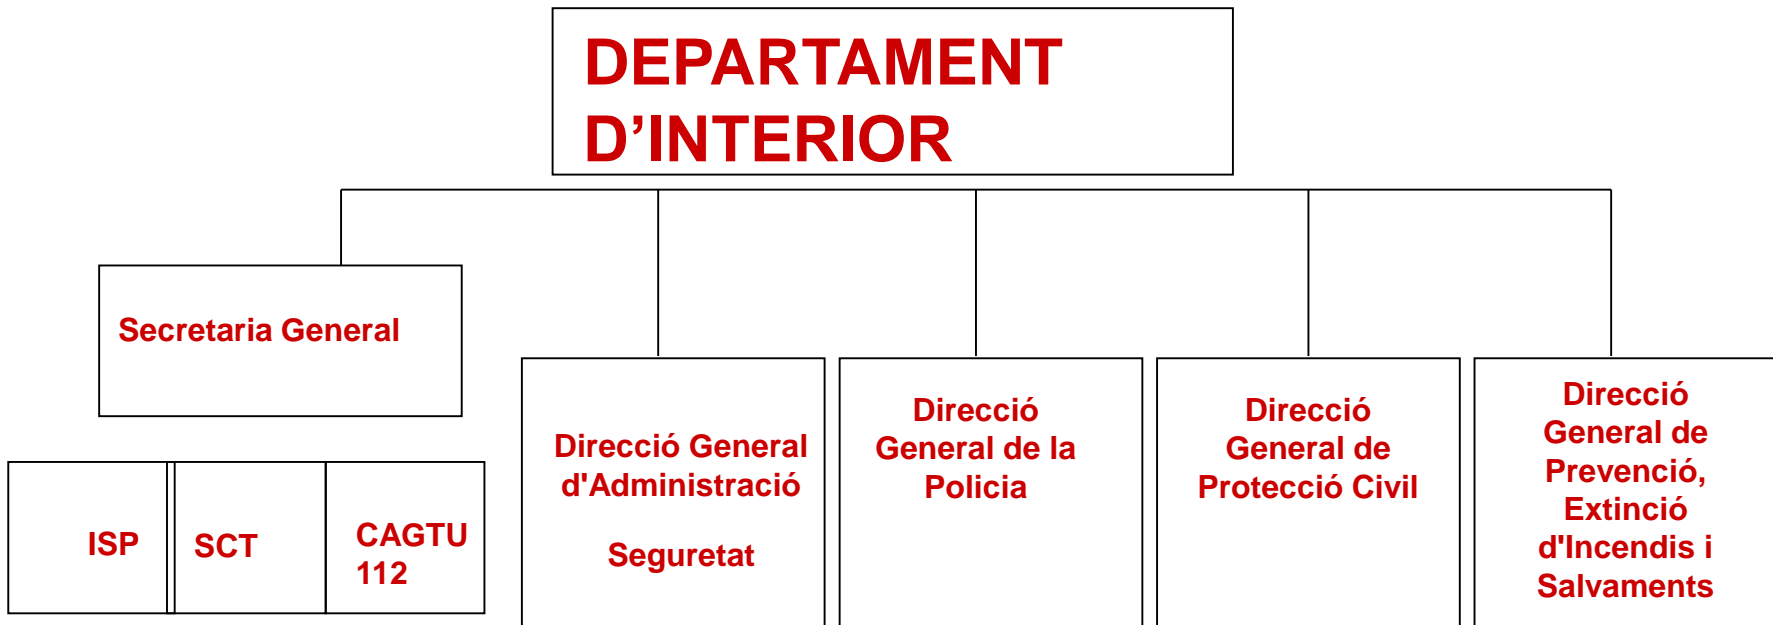 DEPARTAMENT
D’INTERIOR
Secretaria General
ISP
SCT
CAGTU
112
Direcció General
d'Administració
Seguretat
Direcció
General de la
Policia
Direcció
General de
Protecció Civil
Direcció
General de
Prevenció,
Extinció
d'Incendis i
Salvaments